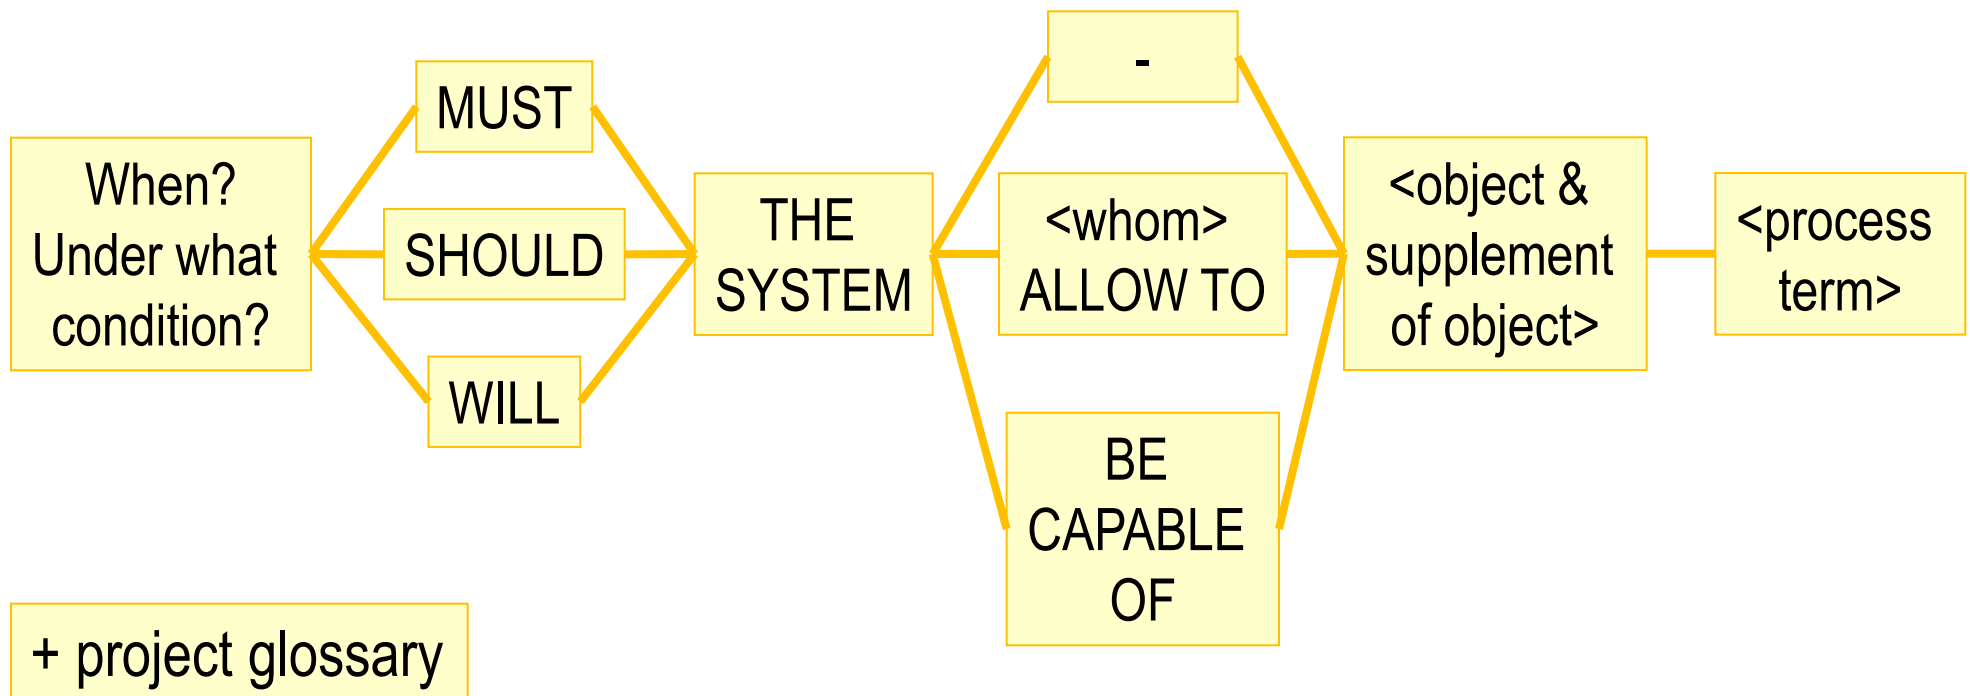 When?
Under what
condition?
MUST
SHOULD
WILL
THE
SYSTEM
-
<whom>
ALLOW TO
BE
CAPABLE
OF
<object &
supplement
of object>
<process
term>
+ project glossary